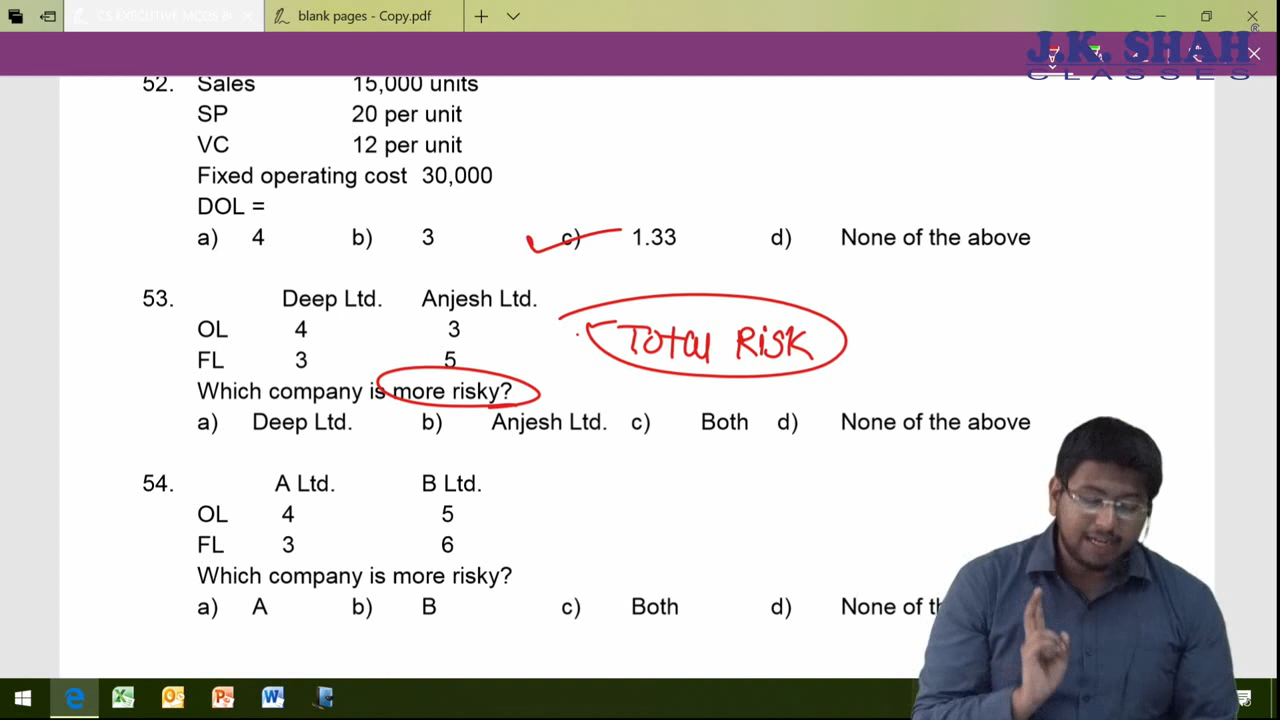 CS EXECUTIVE MCQS
blank pages - Copy.pdf
J.K. SHAH®
CLASSES
52. Sales 15,000 units
SP 20 per unit
VC 12 per unit
Fixed operating cost 30,000
DOL =
a) 4 b) 3 c) 1.33 d) None of the above
53. Deep Ltd. Anjesh Ltd.
OL 4 3
FL 3 5
Total Risk
Which company is more risky?
a) Deep Ltd. b) Anjesh Ltd. c) Both d) None of the above
54. A Ltd. B Ltd.
OL 4 5
FL 3 6
Which company is more risky?
a) A b) B c) Both d) None of